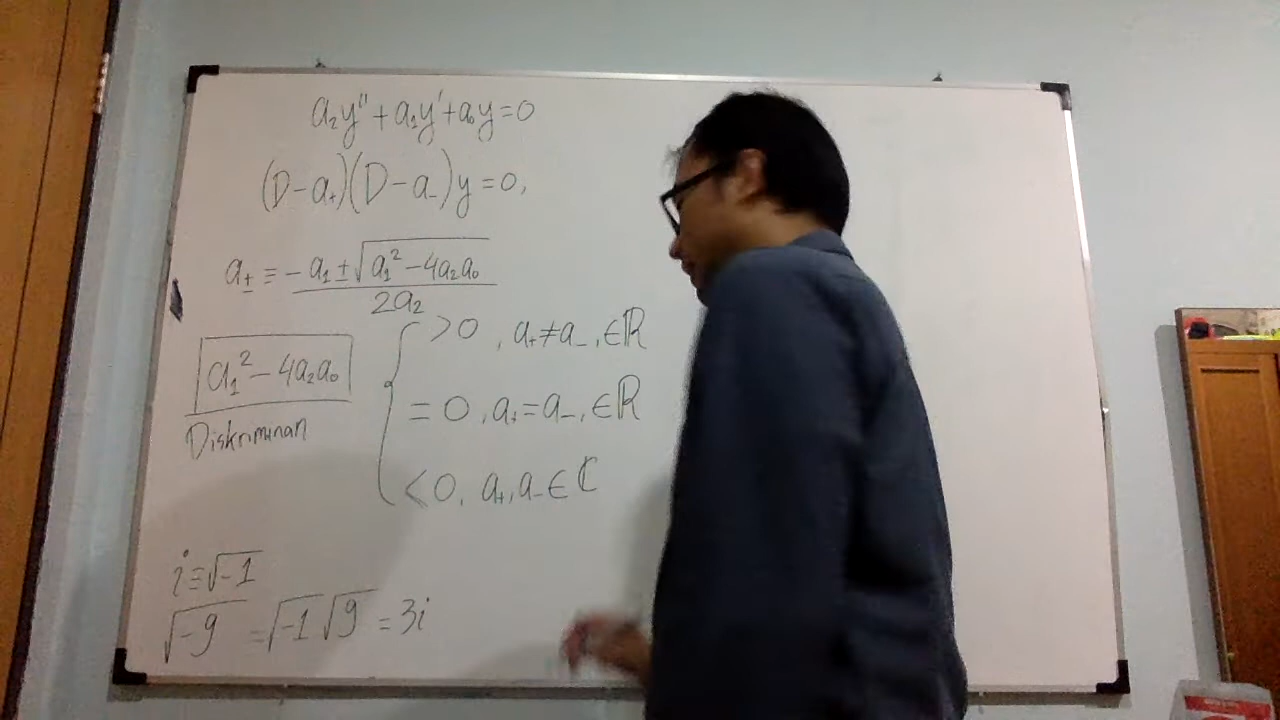 a₂y'' + a₁y' + a₀y = 0
(D - a₊)(D - a₋)y = 0,
a± ≡ -a₁ ± √(a₁² - 4a₂a₀) / 2a₂
a₁² - 4a₂a₀ { > 0, a₊ ≠ a₋, ∈ ℝ
= 0, a₊ = a₋, ∈ ℝ
Diskriminan
< 0, a₊, a₋ ∈ ℂ
i ≡ √-1
√-9 = √-1 √9 = 3i